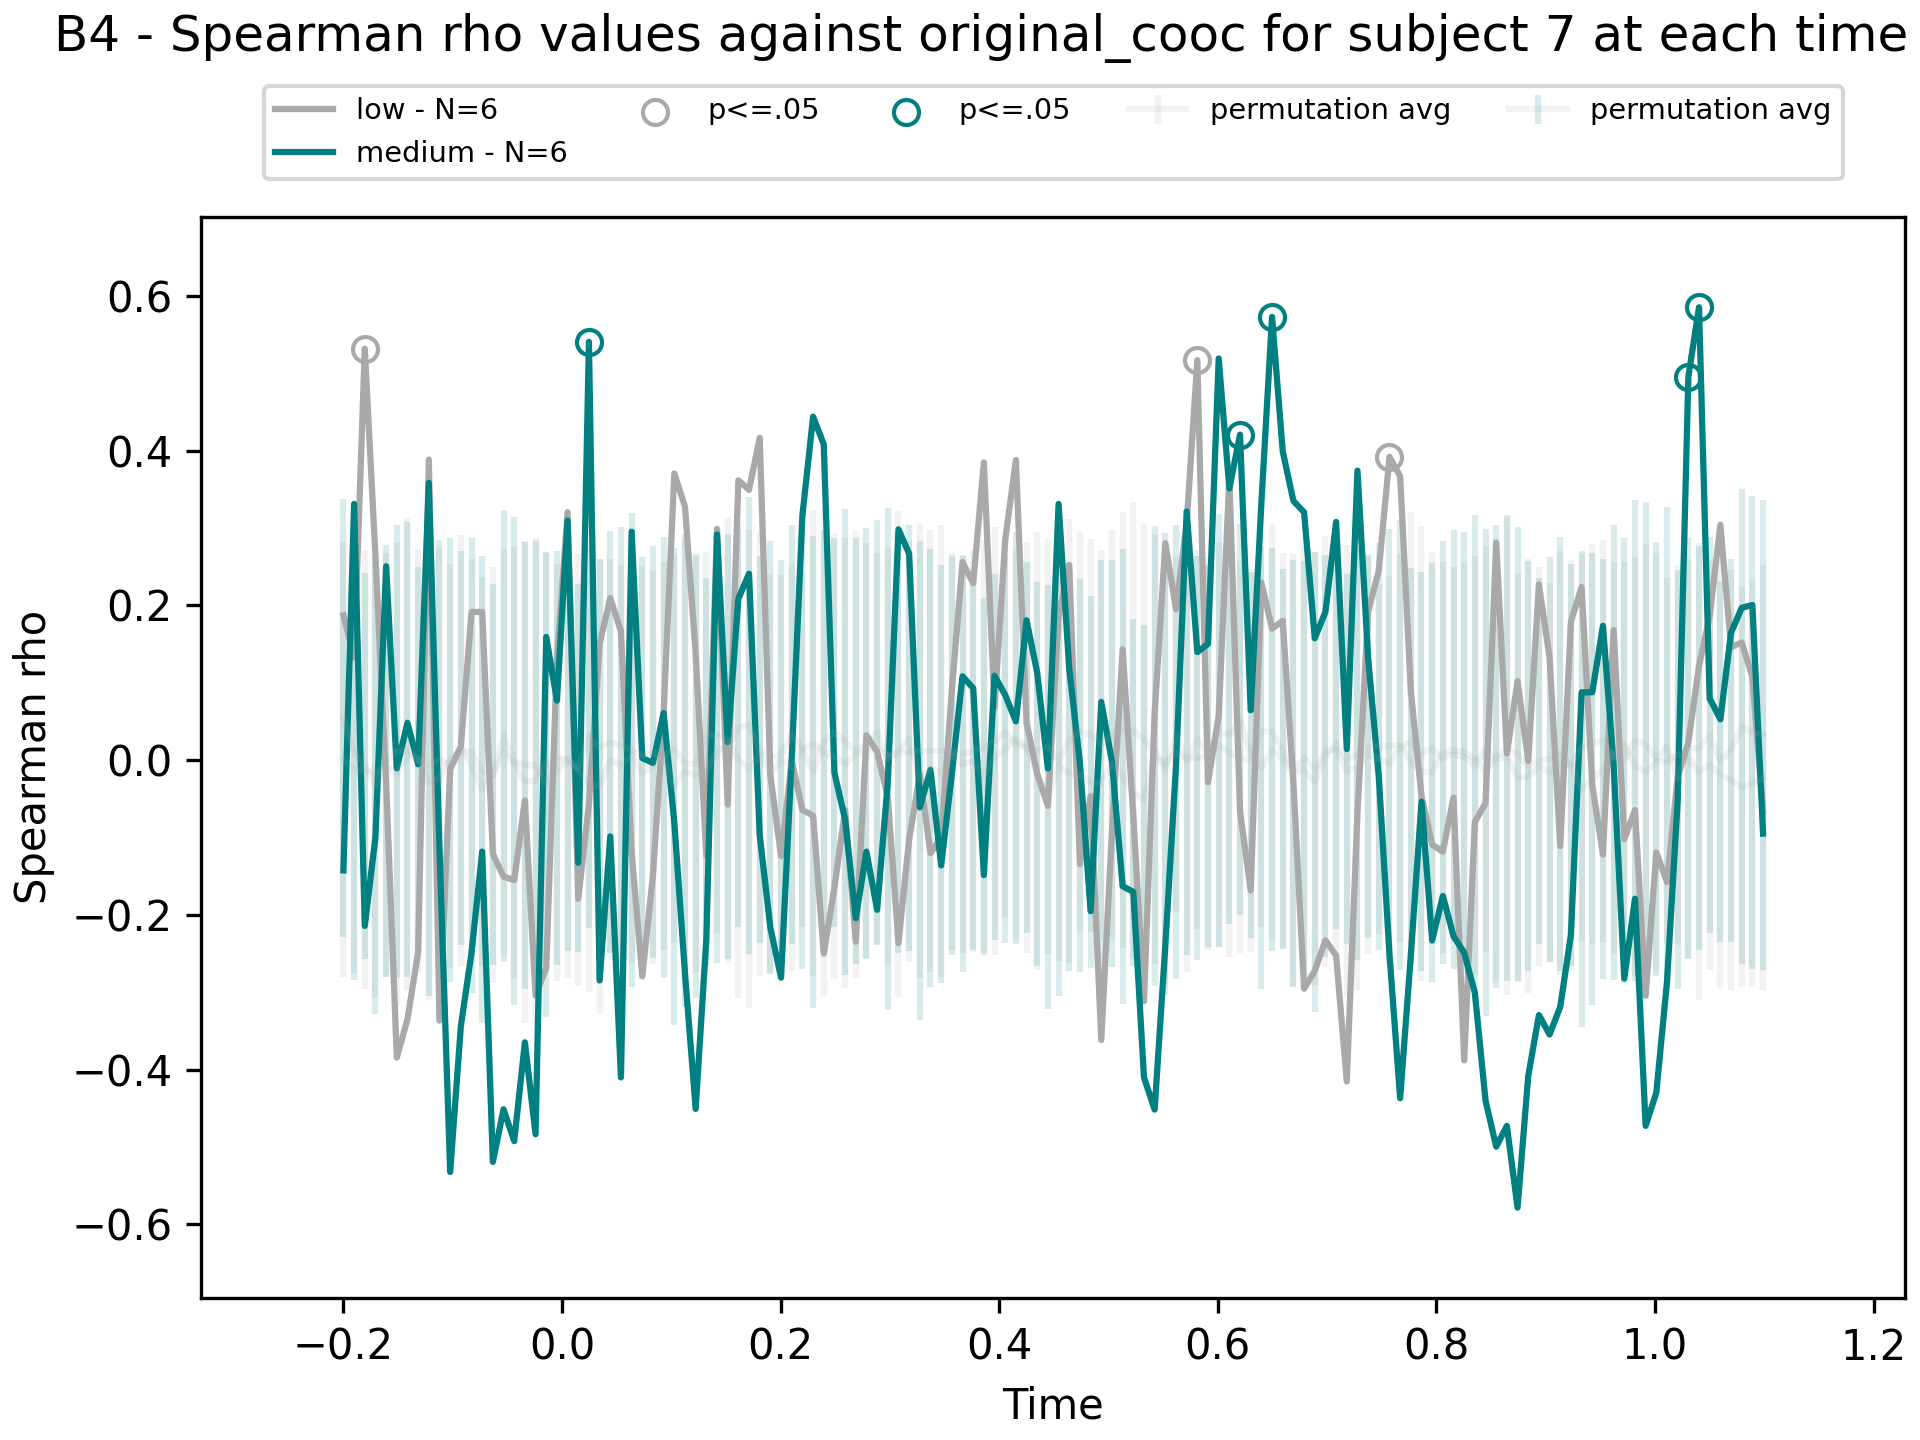 B4 - Spearman rho values against original_cooc for subject 7 at each time
low - N=6
medium - N=6
p<=.05
p<=.05
permutation avg
permutation avg
Spearman rho
0.6
0.4
0.2
0.0
−0.2
−0.4
−0.6
−0.2
0.0
0.2
0.4
0.6
0.8
1.0
1.2
Time